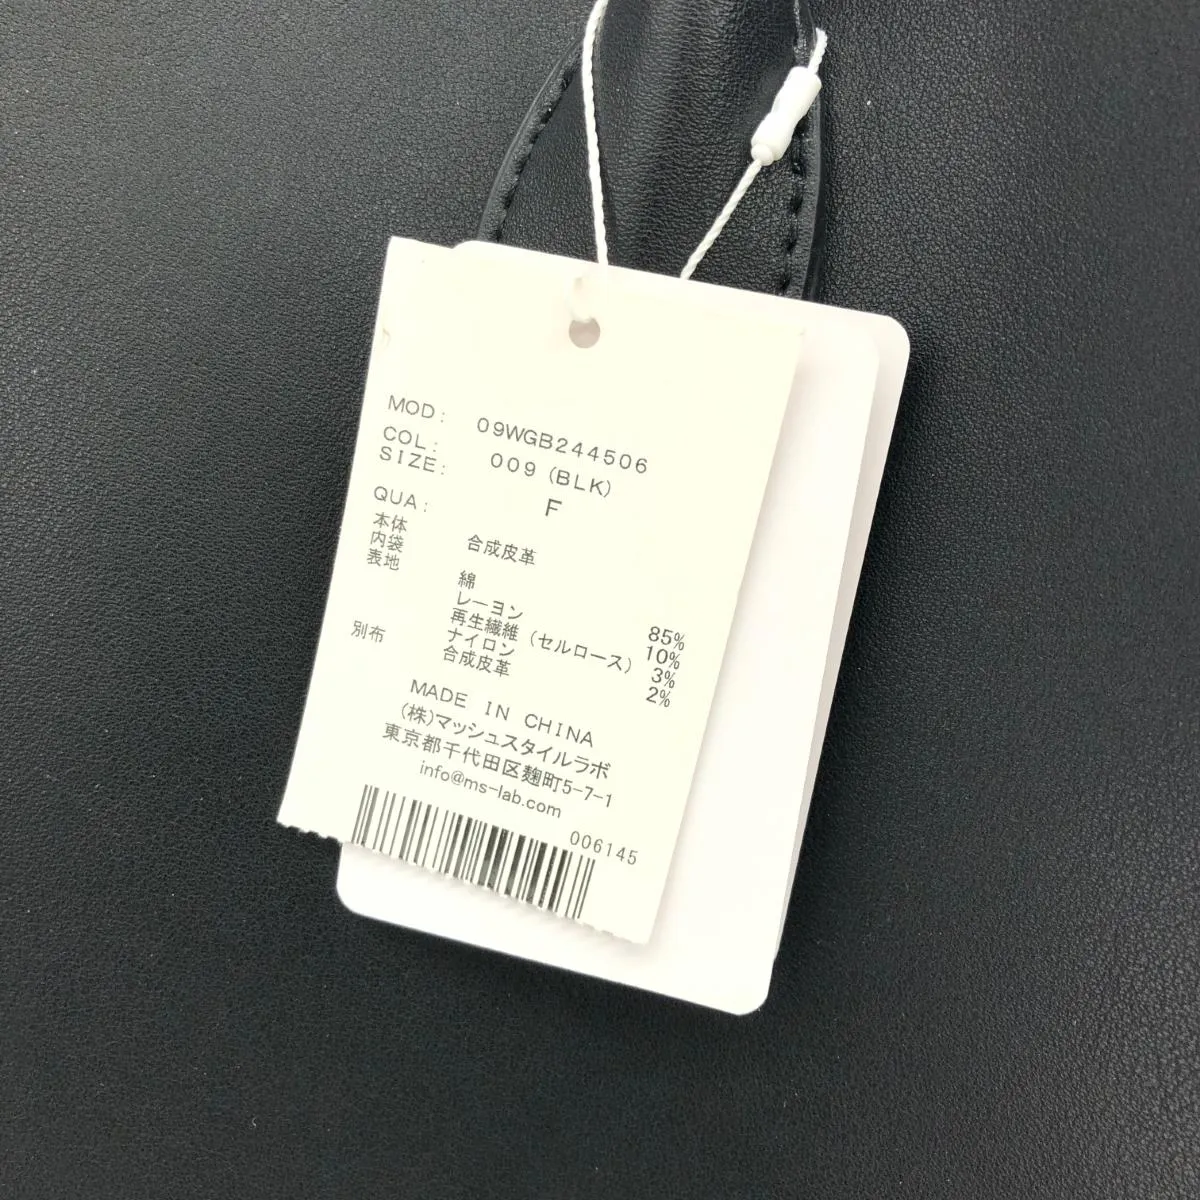 MOD: 09WGB244506
COL: 009 (BLK)
SIZE: F
QUA:
本体 合成皮革
内袋
表地 綿 85%
レーヨン 10%
再生繊維 (セルロース) 3%
ナイロン 2%
別布 合成皮革
MADE IN CHINA
(株)マッシュスタイルラボ
東京都千代田区麹町5-7-1
info@ms-lab.com
006145